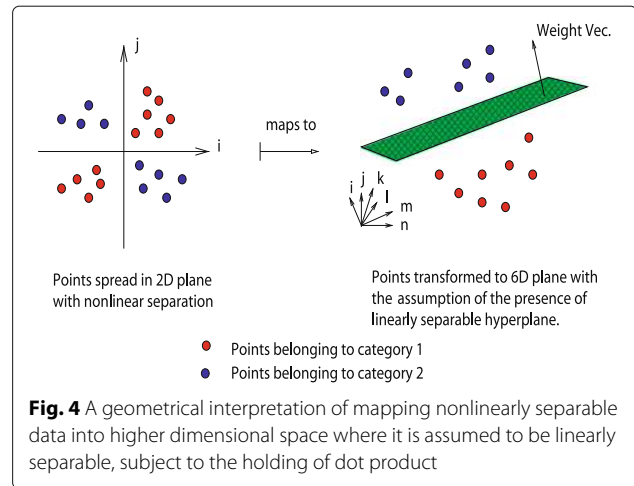 j
i
maps to
Weight Vec.
i
j
k
l
m
n
Points spread in 2D plane
with nonlinear separation
Points transformed to 6D plane with
the assumption of the presence of
linearly separable hyperplane.
Points belonging to category 1
Points belonging to category 2
Fig. 4 A geometrical interpretation of mapping nonlinearly separable
data into higher dimensional space where it is assumed to be linearly
separable, subject to the holding of dot product